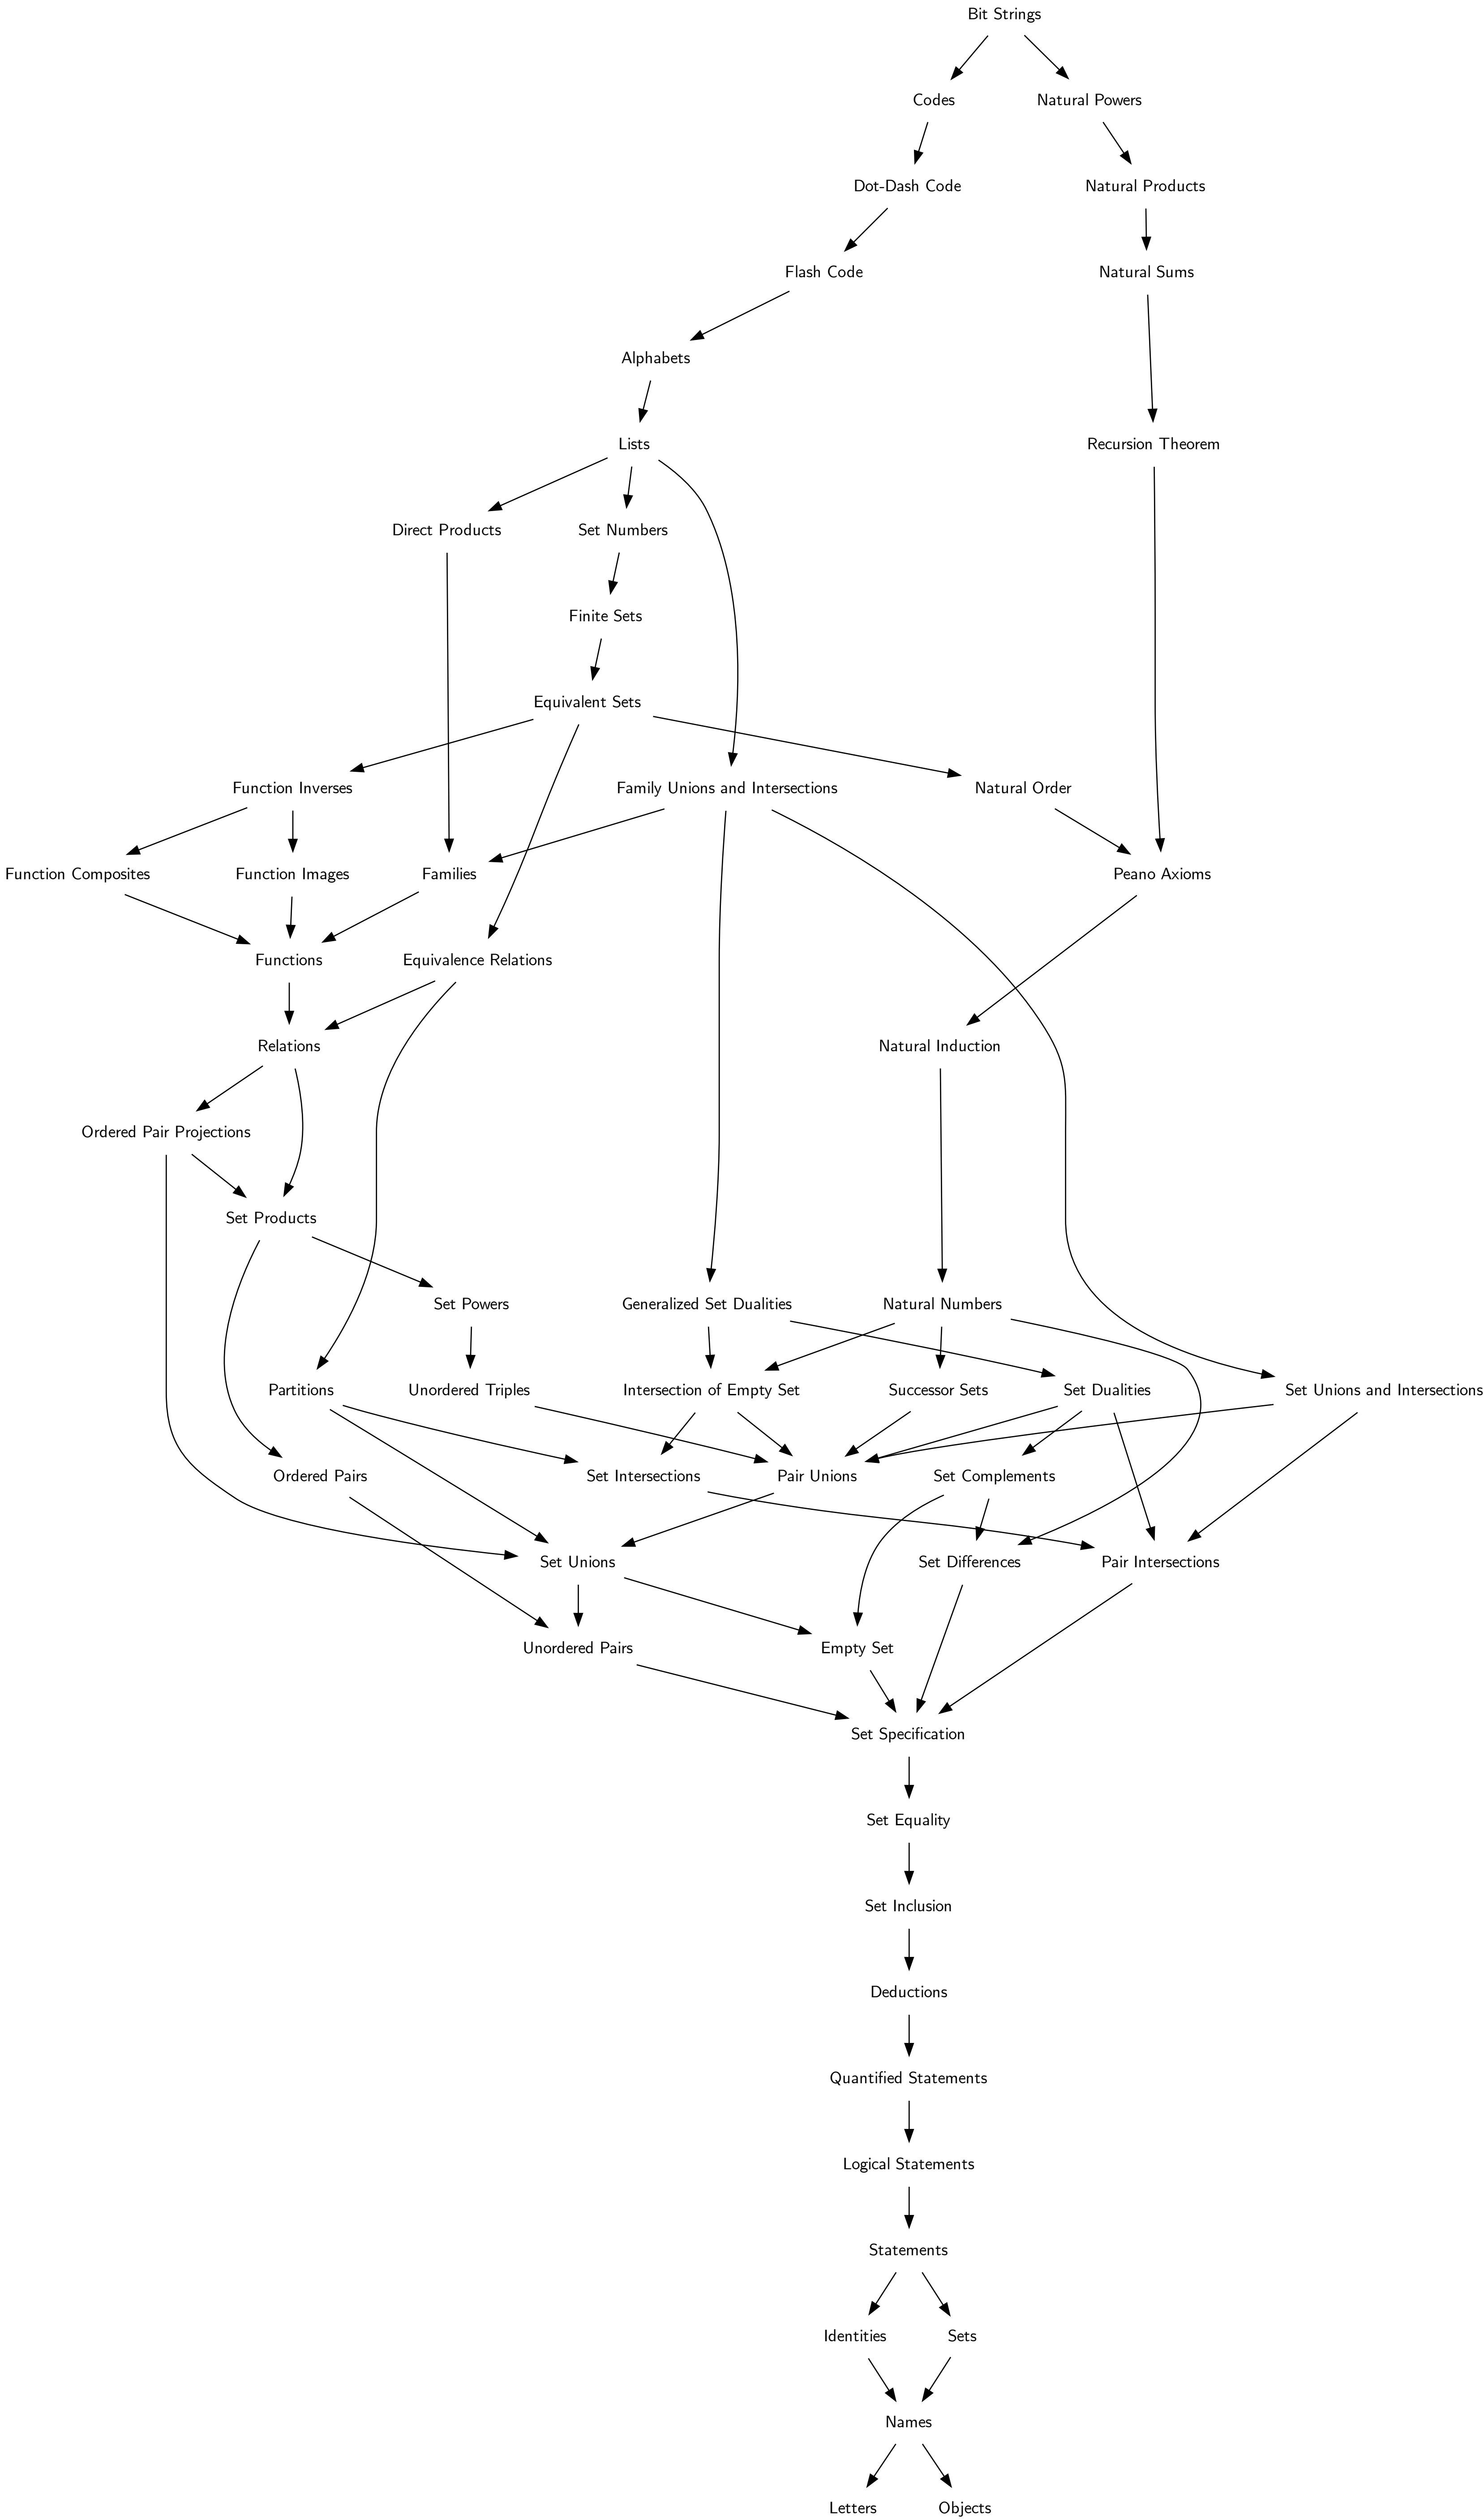 Bit Strings
Codes
Natural Powers
Dot-Dash Code
Natural Products
Flash Code
Natural Sums
Alphabets
Lists
Recursion Theorem
Direct Products
Set Numbers
Finite Sets
Equivalent Sets
Function Inverses
Family Unions and Intersections
Natural Order
Function Composites
Function Images
Families
Peano Axioms
Functions
Equivalence Relations
Relations
Natural Induction
Ordered Pair Projections
Set Products
Set Powers
Generalized Set Dualities
Natural Numbers
Partitions
Unordered Triples
Intersection of Empty Set
Successor Sets
Set Dualities
Set Unions and Intersections
Ordered Pairs
Set Intersections
Pair Unions
Set Complements
Set Unions
Set Differences
Pair Intersections
Unordered Pairs
Empty Set
Set Specification
Set Equality
Set Inclusion
Deductions
Quantified Statements
Logical Statements
Statements
Identities
Sets
Names
Letters
Objects